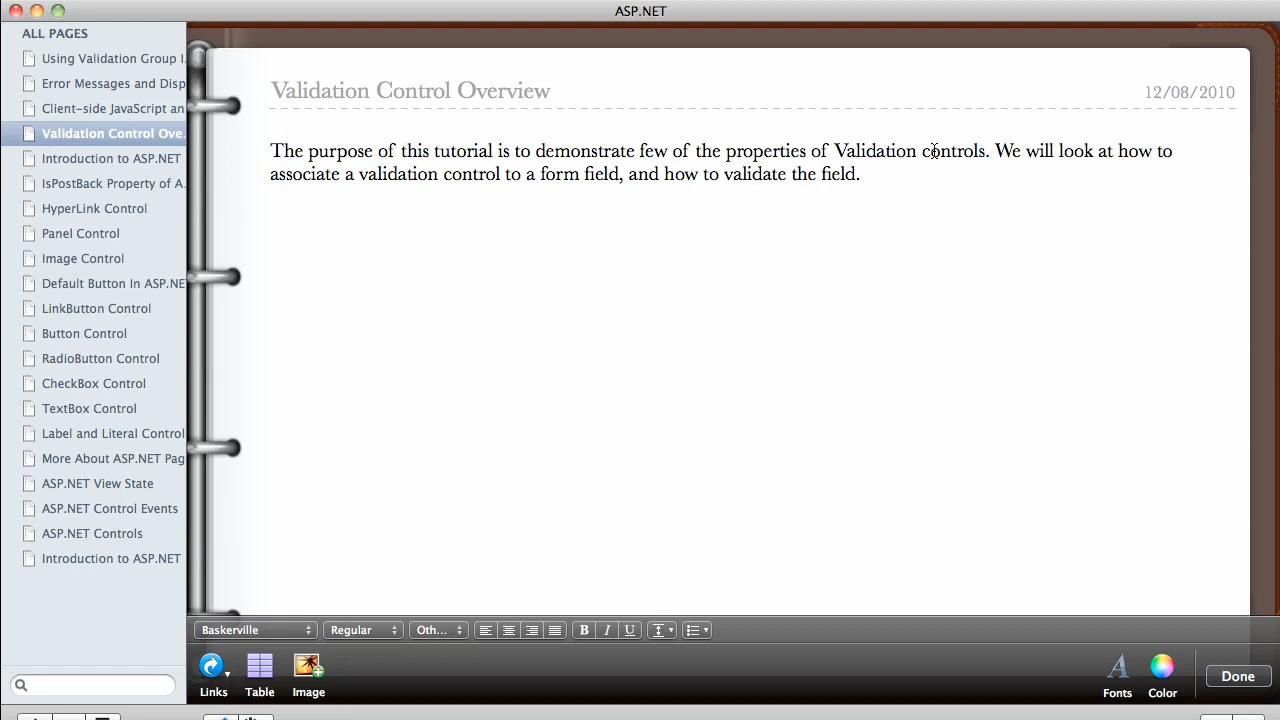 ASP.NET
ALL PAGES
Using Validation Group I.
Error Messages and Disp
Client-side JavaScript an
Validation Control Ove.
Introduction to ASP.NET
IsPostBack Property of A.
HyperLink Control
Panel Control
Image Control
Default Button In ASP.NE
LinkButton Control
Button Control
RadioButton Control
CheckBox Control
TextBox Control
Label and Literal Control
More About ASP.NET Pag
ASP.NET View State
ASP.NET Control Events
ASP.NET Controls
Introduction to ASP.NET
Validation Control Overview
12/08/2010
The purpose of this tutorial is to demonstrate few of the properties of Validation controls. We will look at how to
associate a validation control to a form field, and how to validate the field.
Baskerville Regular Oth... B I U
Links Table Image Fonts Color Done